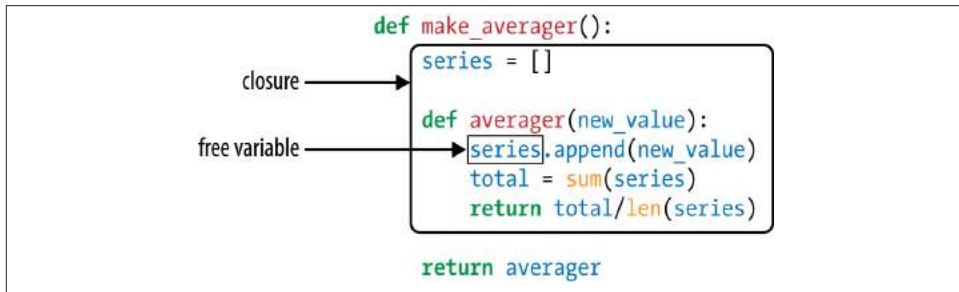 def make_averager():
series = []
closure
def averager(new_value):
free variable
series.append(new_value)
total = sum(series)
return total/len(series)
return averager